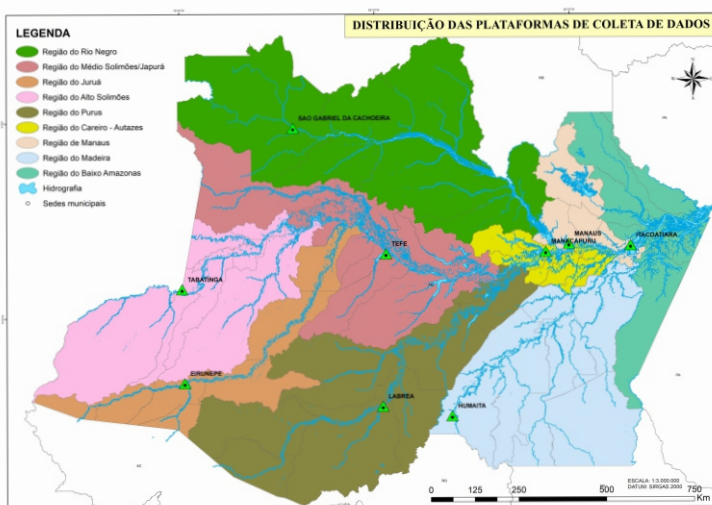 DISTRIBUIÇÃO DAS PLATAFORMAS DE COLETA DE DADOS
LEGENDA
Região do Rio Negro
Região do Médio Solimões/Japurá
Região do Juruá
Região do Alto Solimões
Região do Purus
Região do Careiro - Autazes
Região de Manaus
Região do Madeira
Região do Baixo Amazonas
Hidrografia
Sedes municipais
SAO GABRIEL DA CACHOEIRA
MANAUS
ITACOATIARA
MANACAPURU
TEFE
TABATINGA
EIRUNEPE
LABREA
HUMAITA
ESCALA: 1:3.000.000
DATUM: SIRGAS 2000
0 125 250 500 750
Km